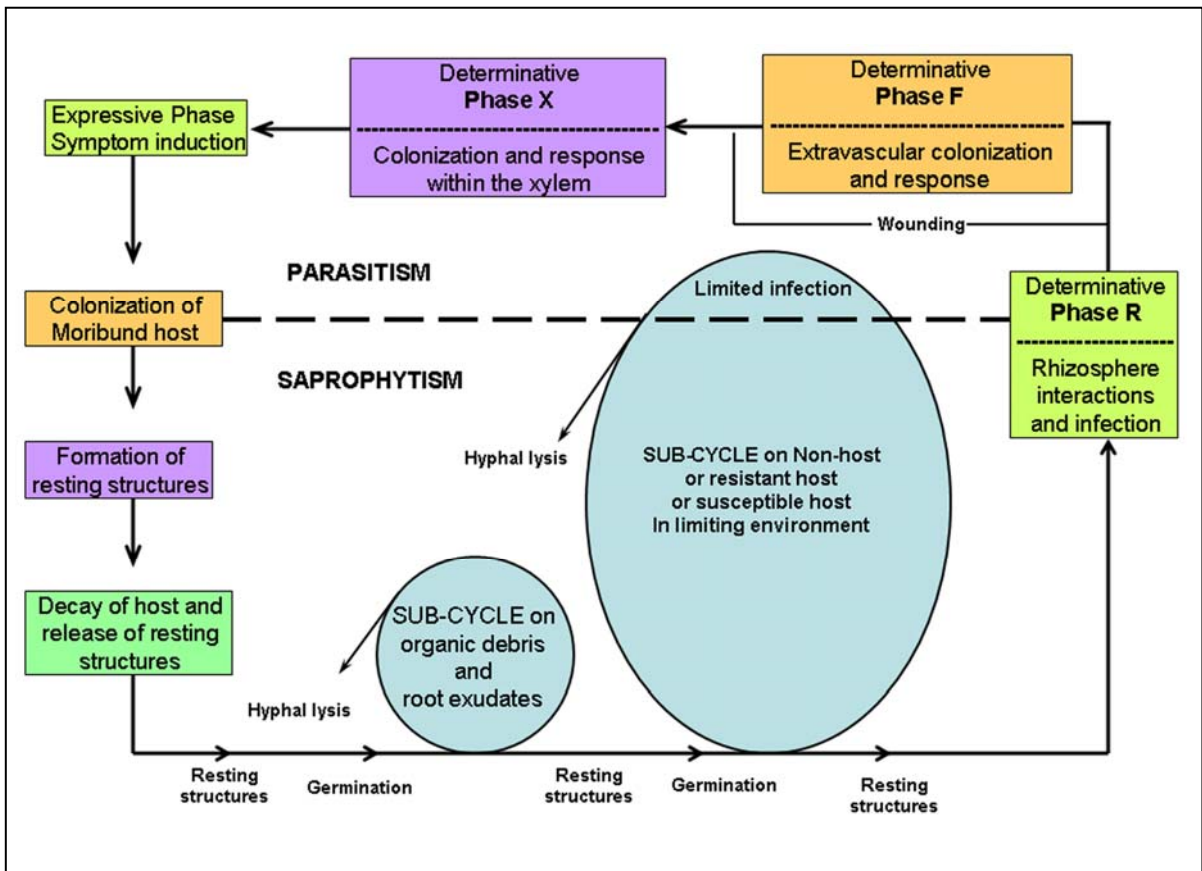 Determinative
Phase X
Colonization and response
within the xylem
Determinative
Phase F
Extravascular colonization
and response
Expressive Phase
Symptom induction
Wounding
PARASITISM
Limited infection
Determinative
Phase R
Rhizosphere
interactions
and infection
Colonization of
Moribund host
SAPROPHYTISM
Hyphal lysis
SUB-CYCLE on Non-host
or resistant host
or susceptible host
In limiting environment
Formation of
resting structures
Decay of host and
release of resting
structures
SUB-CYCLE on
organic debris
and
root exudates
Hyphal lysis
Resting
structures
Germination
Resting
structures
Germination
Resting
structures